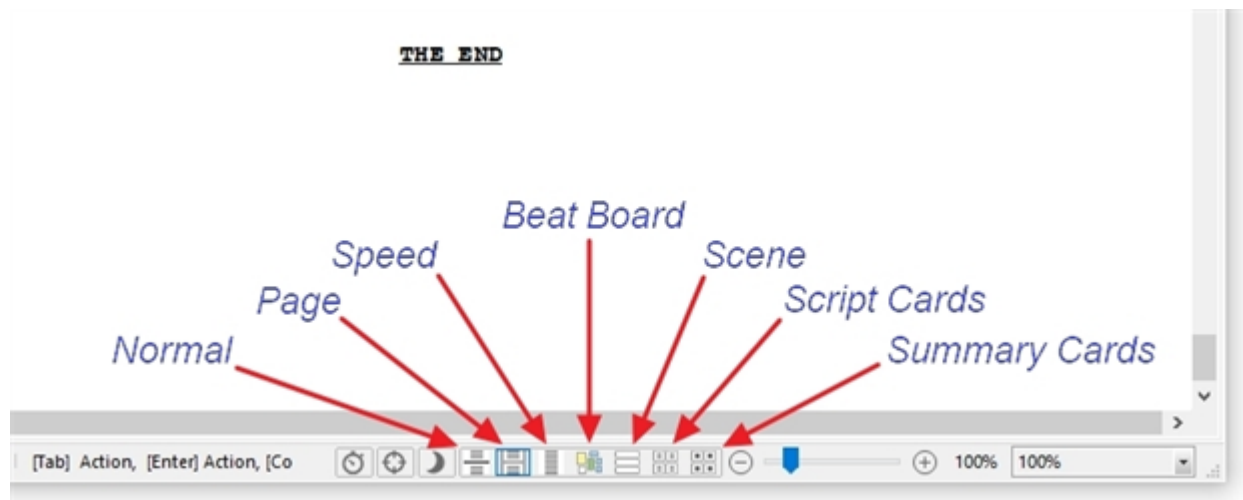 THE END
Beat Board
Speed
Scene
Page
Script Cards
Normal
Summary Cards
[Tab] Action, [Enter] Action, [Co
100%
100%